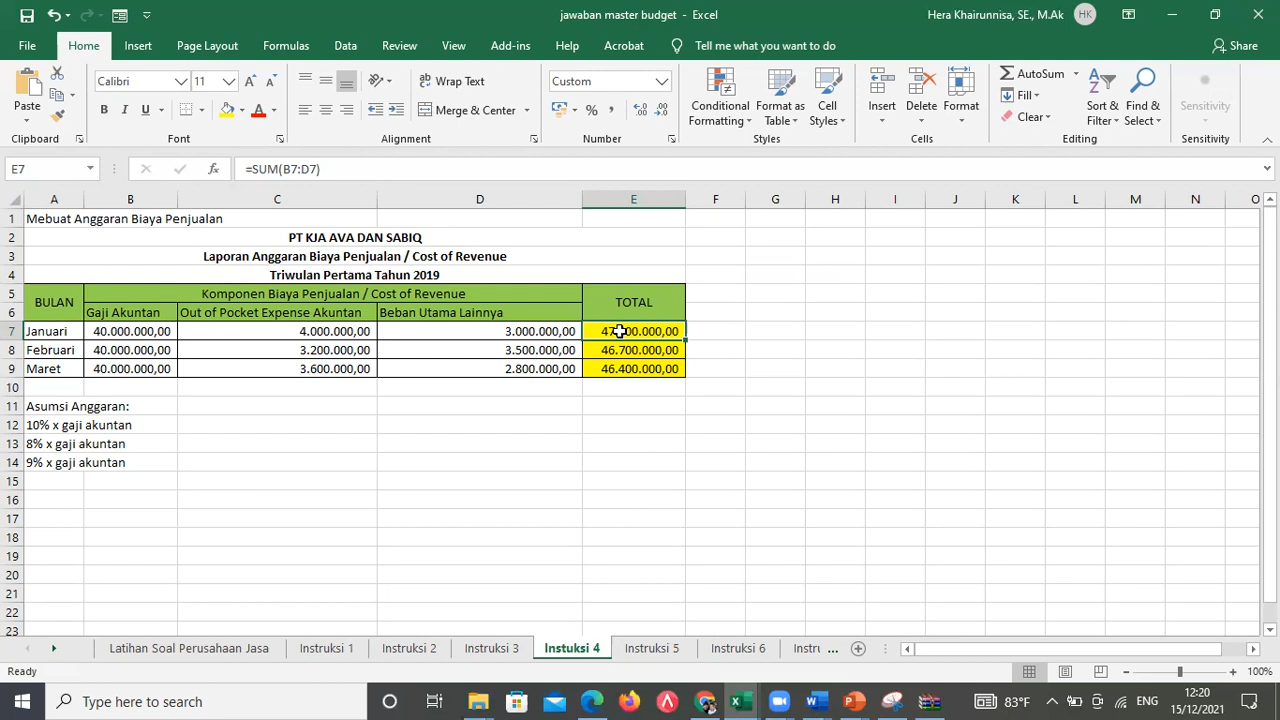 jawaban master budget - Excel
Hera Khairunnisa, SE., M.Ak
HK
File Home Insert Page Layout Formulas Data Review View Add-ins Help Acrobat Tell me what you want to do Share
Calibri 11 Wrap Text Custom AutoSum
Paste Merge & Center Conditional Formatting Format as Table Cell Styles Insert Delete Format Fill Clear Sort & Filter Find & Select Sensitivity
Clipboard Font Alignment Number Styles Cells Editing Sensitivity
E7 =SUM(B7:D7)
A B C D E F G H I J K L M N O
1 Mebuat Anggaran Biaya Penjualan
2 PT KJA AVA DAN SABIQ
3 Laporan Anggaran Biaya Penjualan / Cost of Revenue
4 Triwulan Pertama Tahun 2019
5 BULAN Komponen Biaya Penjualan / Cost of Revenue TOTAL
6 Gaji Akuntan Out of Pocket Expense Akuntan Beban Utama Lainnya
7 Januari 40.000.000,00 4.000.000,00 3.000.000,00
8 Februari 40.000.000,00 3.200.000,00 3.500.000,00 46.700.000,00
9 Maret 40.000.000,00 3.600.000,00 2.800.000,00 46.400.000,00
10
11 Asumsi Anggaran:
12 10% x gaji akuntan
13 8% x gaji akuntan
14 9% x gaji akuntan
15
16
17
18
19
20
21
22
23
Latihan Soal Perusahaan Jasa Instruksi 1 Instruksi 2 Instruksi 3 Instuksi 4 Instruksi 5 Instruksi 6 Instru ...
Ready 100%
Type here to search 83°F ENG 12:20
15/12/2021